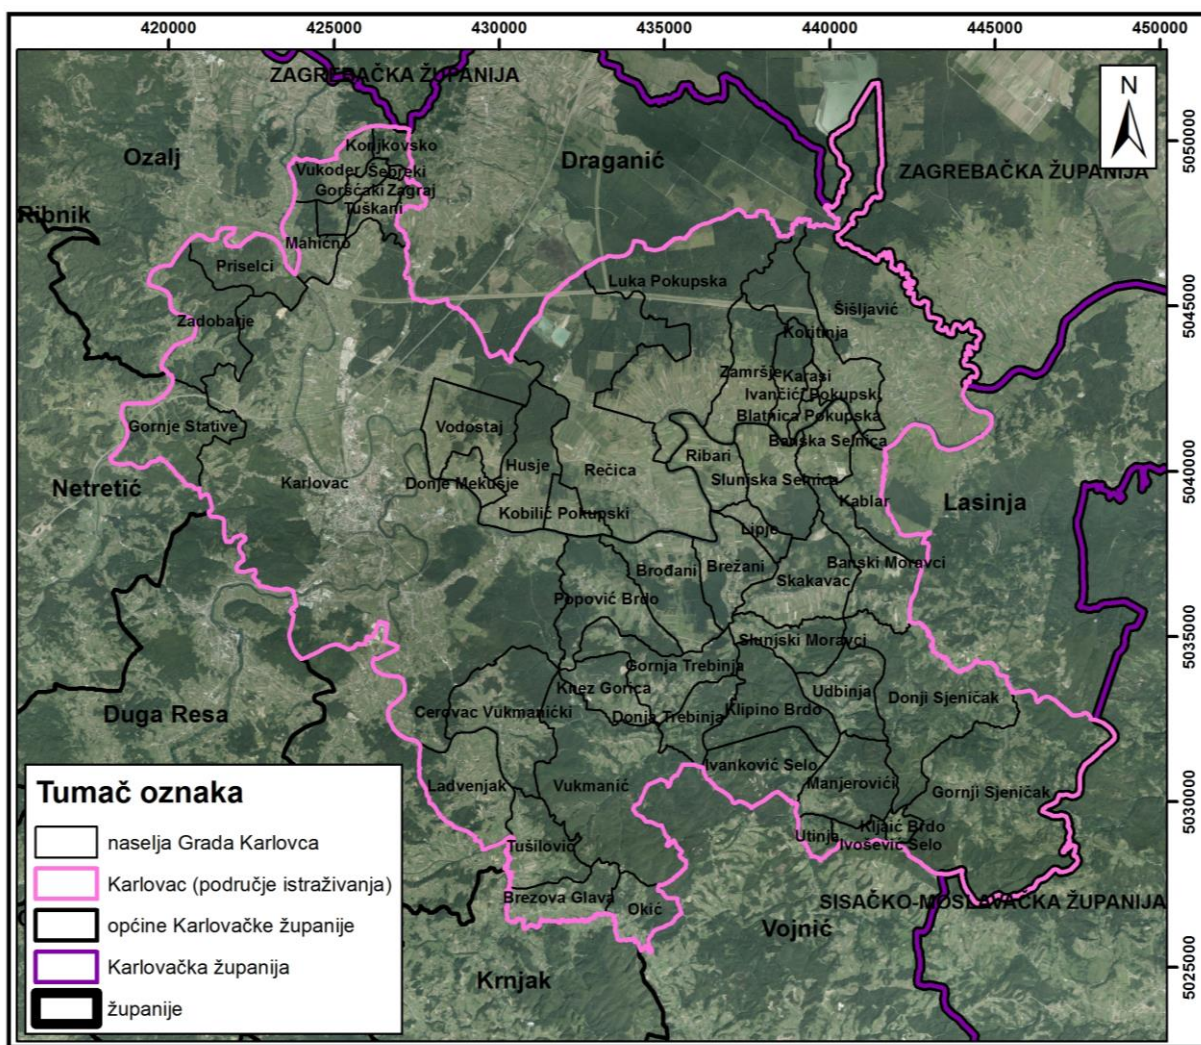 420000 425000 430000 435000 440000 445000 450000
ZAGREBAČKA ŽUPANIJA
N
5050000
Konjkovsko
Ozalj
Draganić
Vukoder Šebreki
ZAGREBAČKA ŽUPANIJA
Goršćaki Zagraj
Tuškani
Ribnik
Mahično
Priselci
Luka Pokupska
5045000
Šišljavić
Zadobarje
Koritinja
Zamršje Karasi
Ivančići Pokupsk
Blatnica Pokupska
Gornje Stative
Vodostaj
Banska Selnica
Ribari
Husje
Rečica
5040000
Karlovac
Donje Mekušje
Slunjska Selnica
Netretić
Kablar
Lasinja
Kobilić Pokupski
Lipje
Banski Moravci
Brođani
Brežani
Skakavac
Popović Brdo
5035000
Slunjski Moravci
Gornja Trebinja
Knez Gorica
Udbinja
Donji Sjeničak
Duga Resa
Cerovac Vukmanićki
Donja Trebinja
Klipino Brdo
Ivanković Selo
Ladvenjak
Vukmanić
Manjerovići
Gornji Sjeničak
5030000
Kljaić Brdo
Utinja
Ivošević Selo
Tušilović
Brezova Glava
Okić
SISAČKO-MOSLAVAČKA ŽUPANIJA
Vojnić
Krnjak
5025000
Tumač oznaka
naselja Grada Karlovca
Karlovac (područje istraživanja)
općine Karlovačke županije
Karlovačka županija
županije